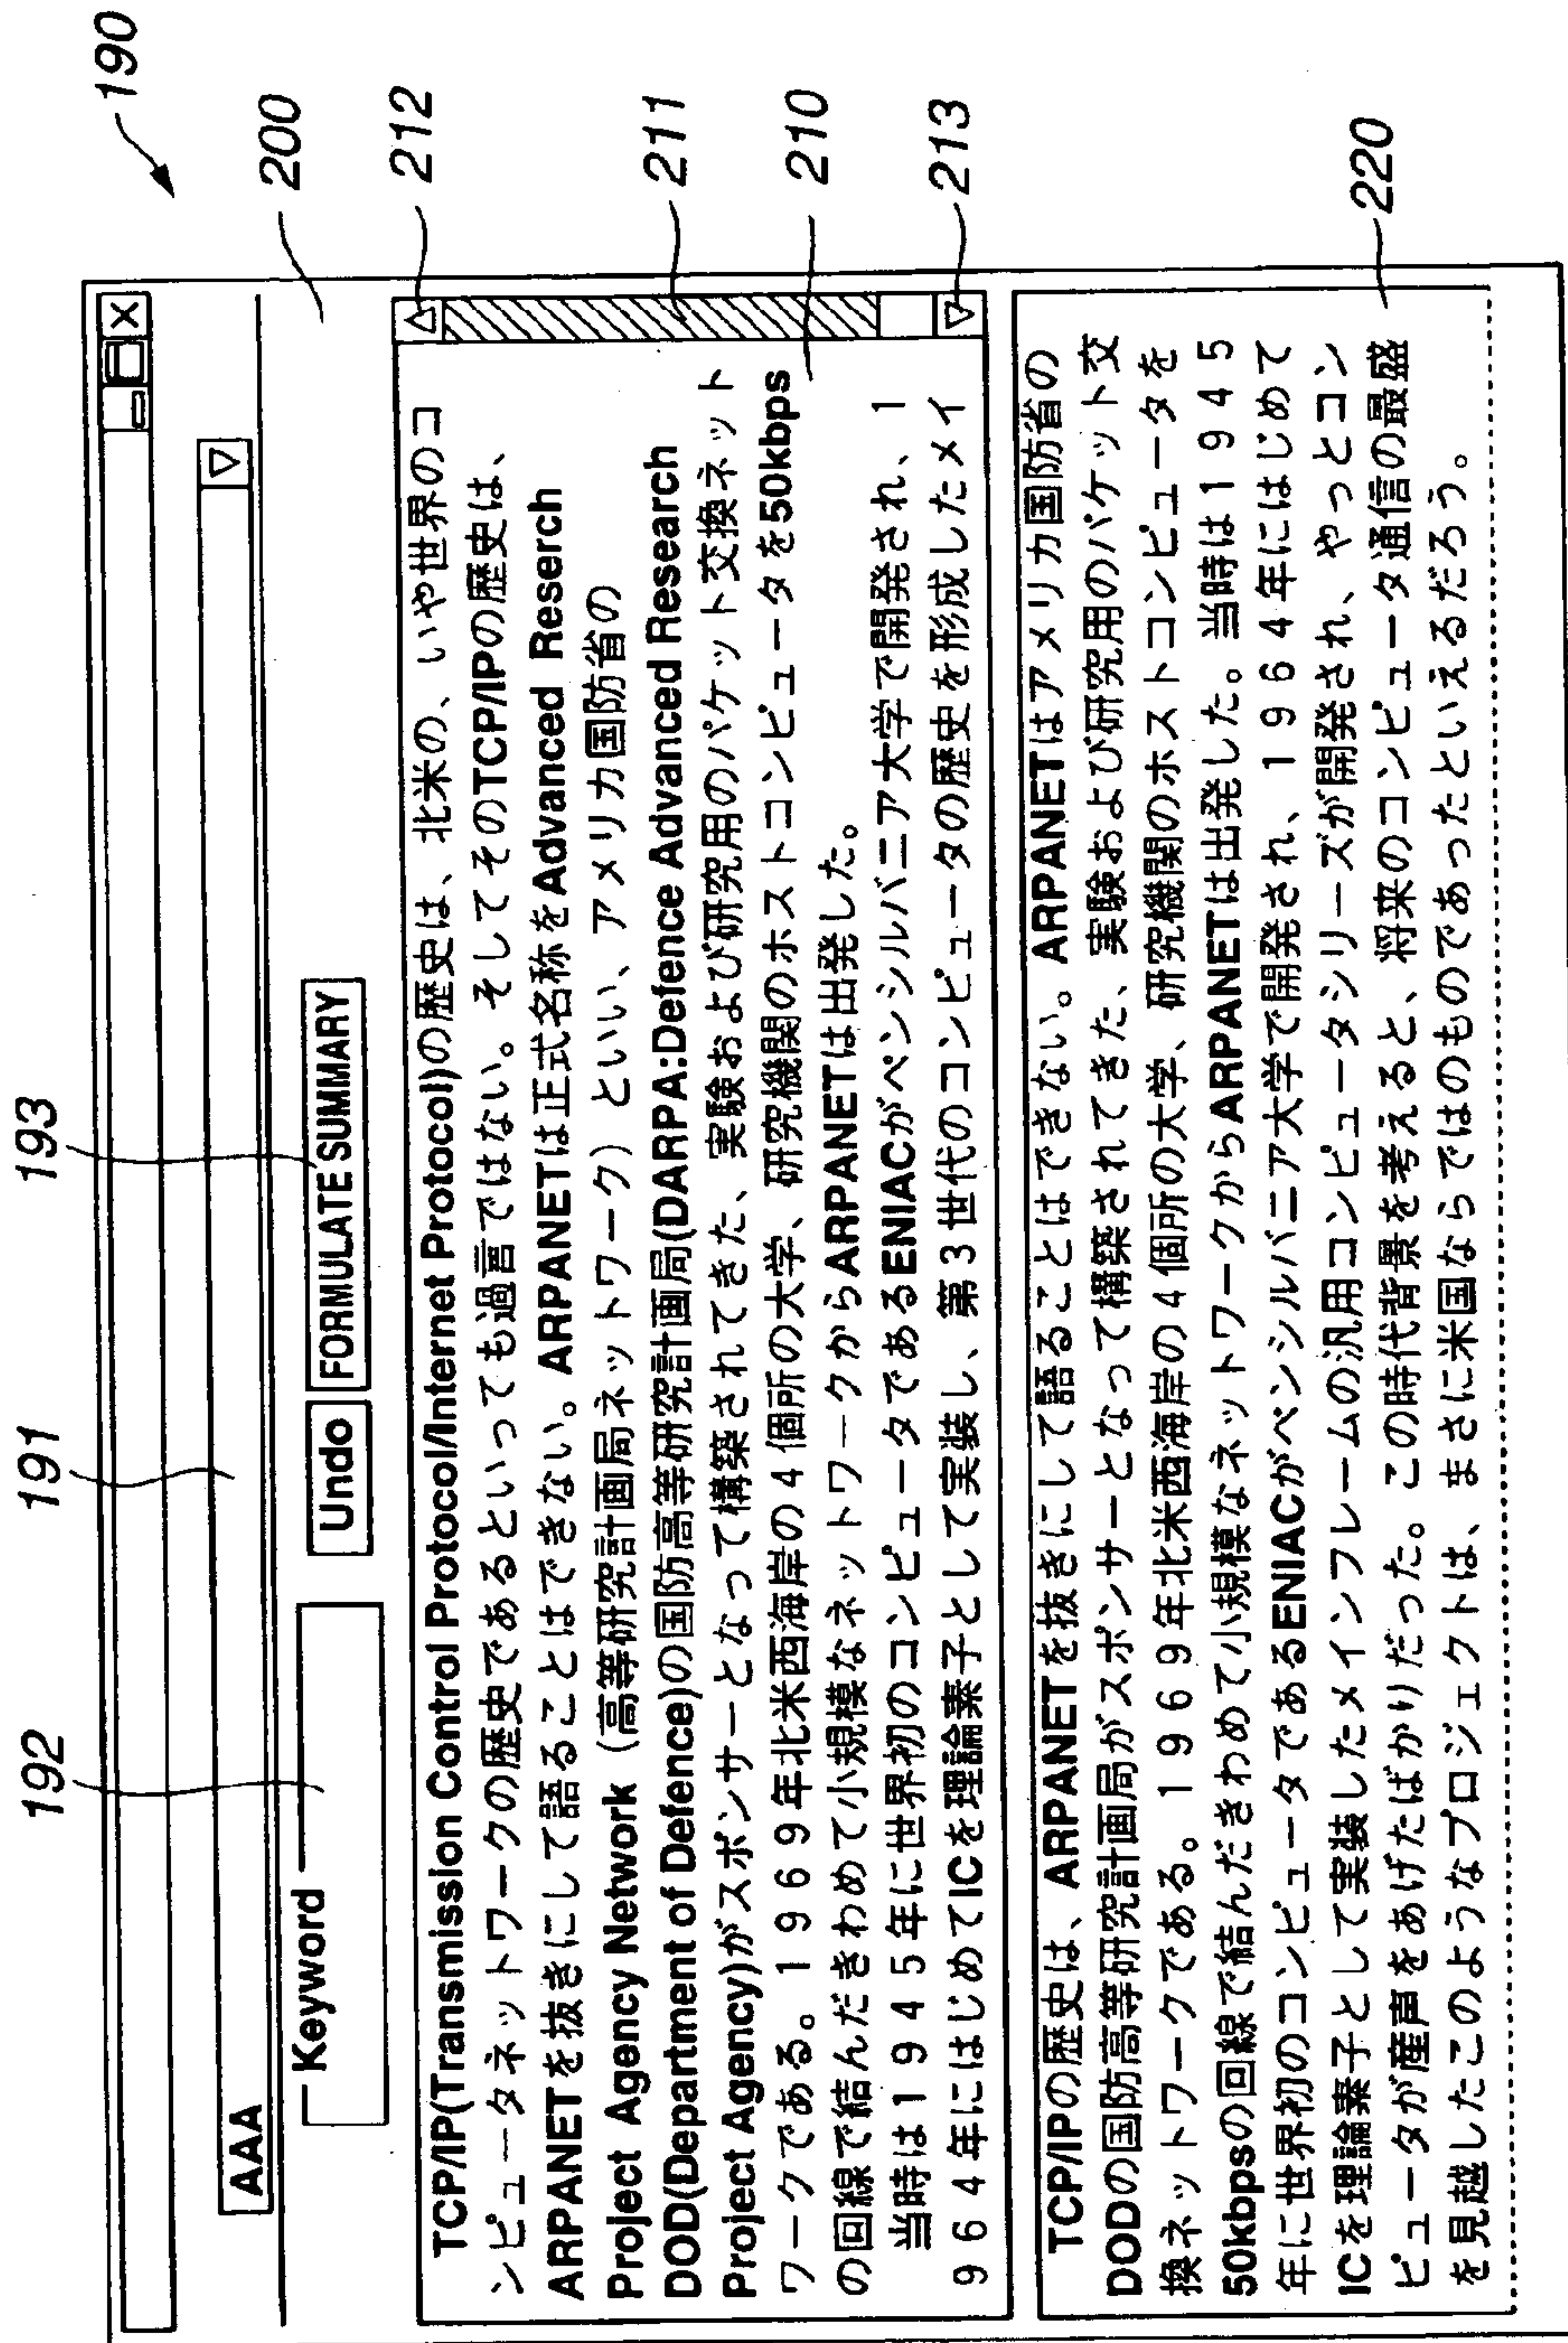 190
192
191
193
200
AAA
Keyword
Undo
FORMULATE SUMMARY
212
211
210
213
TCP/IP(Transmission Control Protocol/Internet Protocol)の歴史は、北米の、いや世界のコ
ンピュータネットワークの歴史であるといっても過言ではない。そしてそのTCP/IPの歴史は、
ARPANETを抜きにして語ることはできない。ARPANETは正式名称をAdvanced Reserch
Project Agency Network (高等研究計画局ネットワーク) といい、アメリカ国防省の
DOD(Department of Defence)の国防高等研究計画局(DARPA:Defence Advanced Research
Project Agency)がスポンサーとなって構築されてきた、実験および研究用のパケット交換ネット
ワークである。1969年北米西海岸の4個所の大学、研究機関のホストコンピュータを50kbps
の回線で結んだきわめて小規模なネットワークからARPANETは出発した。
当時は1945年に世界初のコンピュータであるENIACがペンシルバニア大学で開発され、1
964年にはじめてICを理論素子として実装し、第3世代のコンピュータの歴史を形成したメイ
220
TCP/IPの歴史は、ARPANETを抜きにして語ることはできない。ARPANETはアメリカ国防省の
DODの国防高等研究計画局がスポンサーとなって構築されてきた、実験および研究用のパケット交
換ネットワークである。1969年北米西海岸の4個所の大学、研究機関のホストコンピュータを
50kbpsの回線で結んだきわめて小規模なネットワークからARPANETは出発した。当時は1945
年に世界初のコンピュータであるENIACがペンシルバニア大学で開発され、1964年にはじめて
ICを理論素子として実装したメインフレームの汎用コンピュータシリーズが開発され、やっとコン
ピュータが産声をあげたばかりだった。この時代背景を考えると、将来のコンピュータ通信の最盛
を見越したこのようなプロジェクトは、まさに米国ならではのものであったといえるだろう。